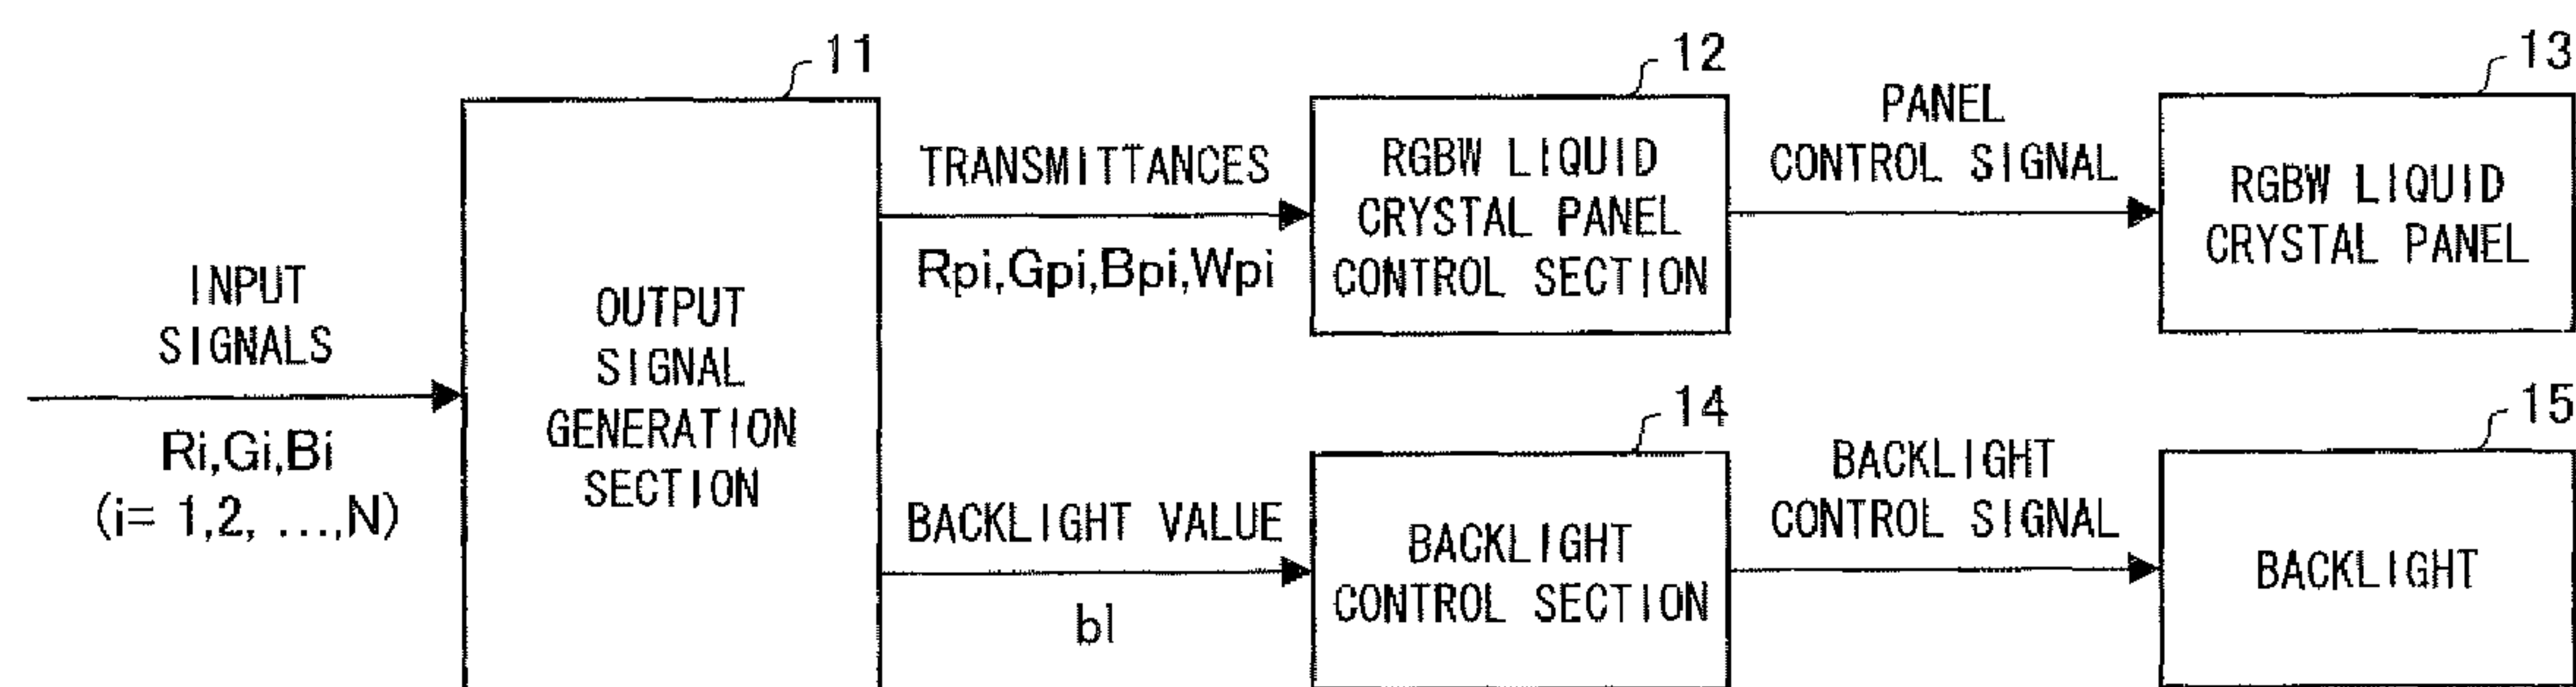 11
12
13
INPUT
SIGNALS
Ri,Gi,Bi
(i= 1,2, ...,N)
OUTPUT
SIGNAL
GENERATION
SECTION
TRANSMITTANCES
Rpi,Gpi,Bpi,Wpi
RGBW LIQUID
CRYSTAL PANEL
CONTROL SECTION
PANEL
CONTROL SIGNAL
RGBW LIQUID
CRYSTAL PANEL
14
15
BACKLIGHT VALUE
bl
BACKLIGHT
CONTROL SECTION
BACKLIGHT
CONTROL SIGNAL
BACKLIGHT